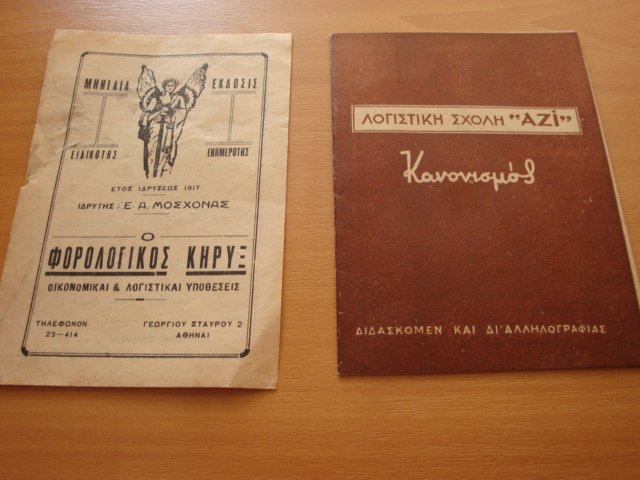 ΜΗΝΙΑΙΑ ΕΚΔΟΣΙΣ
ΕΙΔΙΚΟΤΗΣ ΕΝΗΜΕΡΟΤΗΣ
ΕΤΟΣ ΙΔΡΥΣΕΩΣ 1917
ΙΔΡΥΤΗΣ : Ε. Α. ΜΟΣΧΟΝΑΣ
Ο
ΦΟΡΟΛΟΓΙΚΟΣ ΚΗΡΥΞ
ΟΙΚΟΝΟΜΙΚΑΙ & ΛΟΓΙΣΤΙΚΑΙ ΥΠΟΘΕΣΕΙΣ
ΤΗΛΕΦΩΝΟΝ ΓΕΩΡΓΙΟΥ ΣΤΑΥΡΟΥ 2
23-414 ΑΘΗΝΑΙ
ΛΟΓΙΣΤΙΚΗ ΣΧΟΛΗ "ΑΖΙ"
Κανονισμός
ΔΙΔΑΣΚΟΜΕΝ ΚΑΙ ΔΙ'ΑΛΛΗΛΟΓΡΑΦΙΑΣ